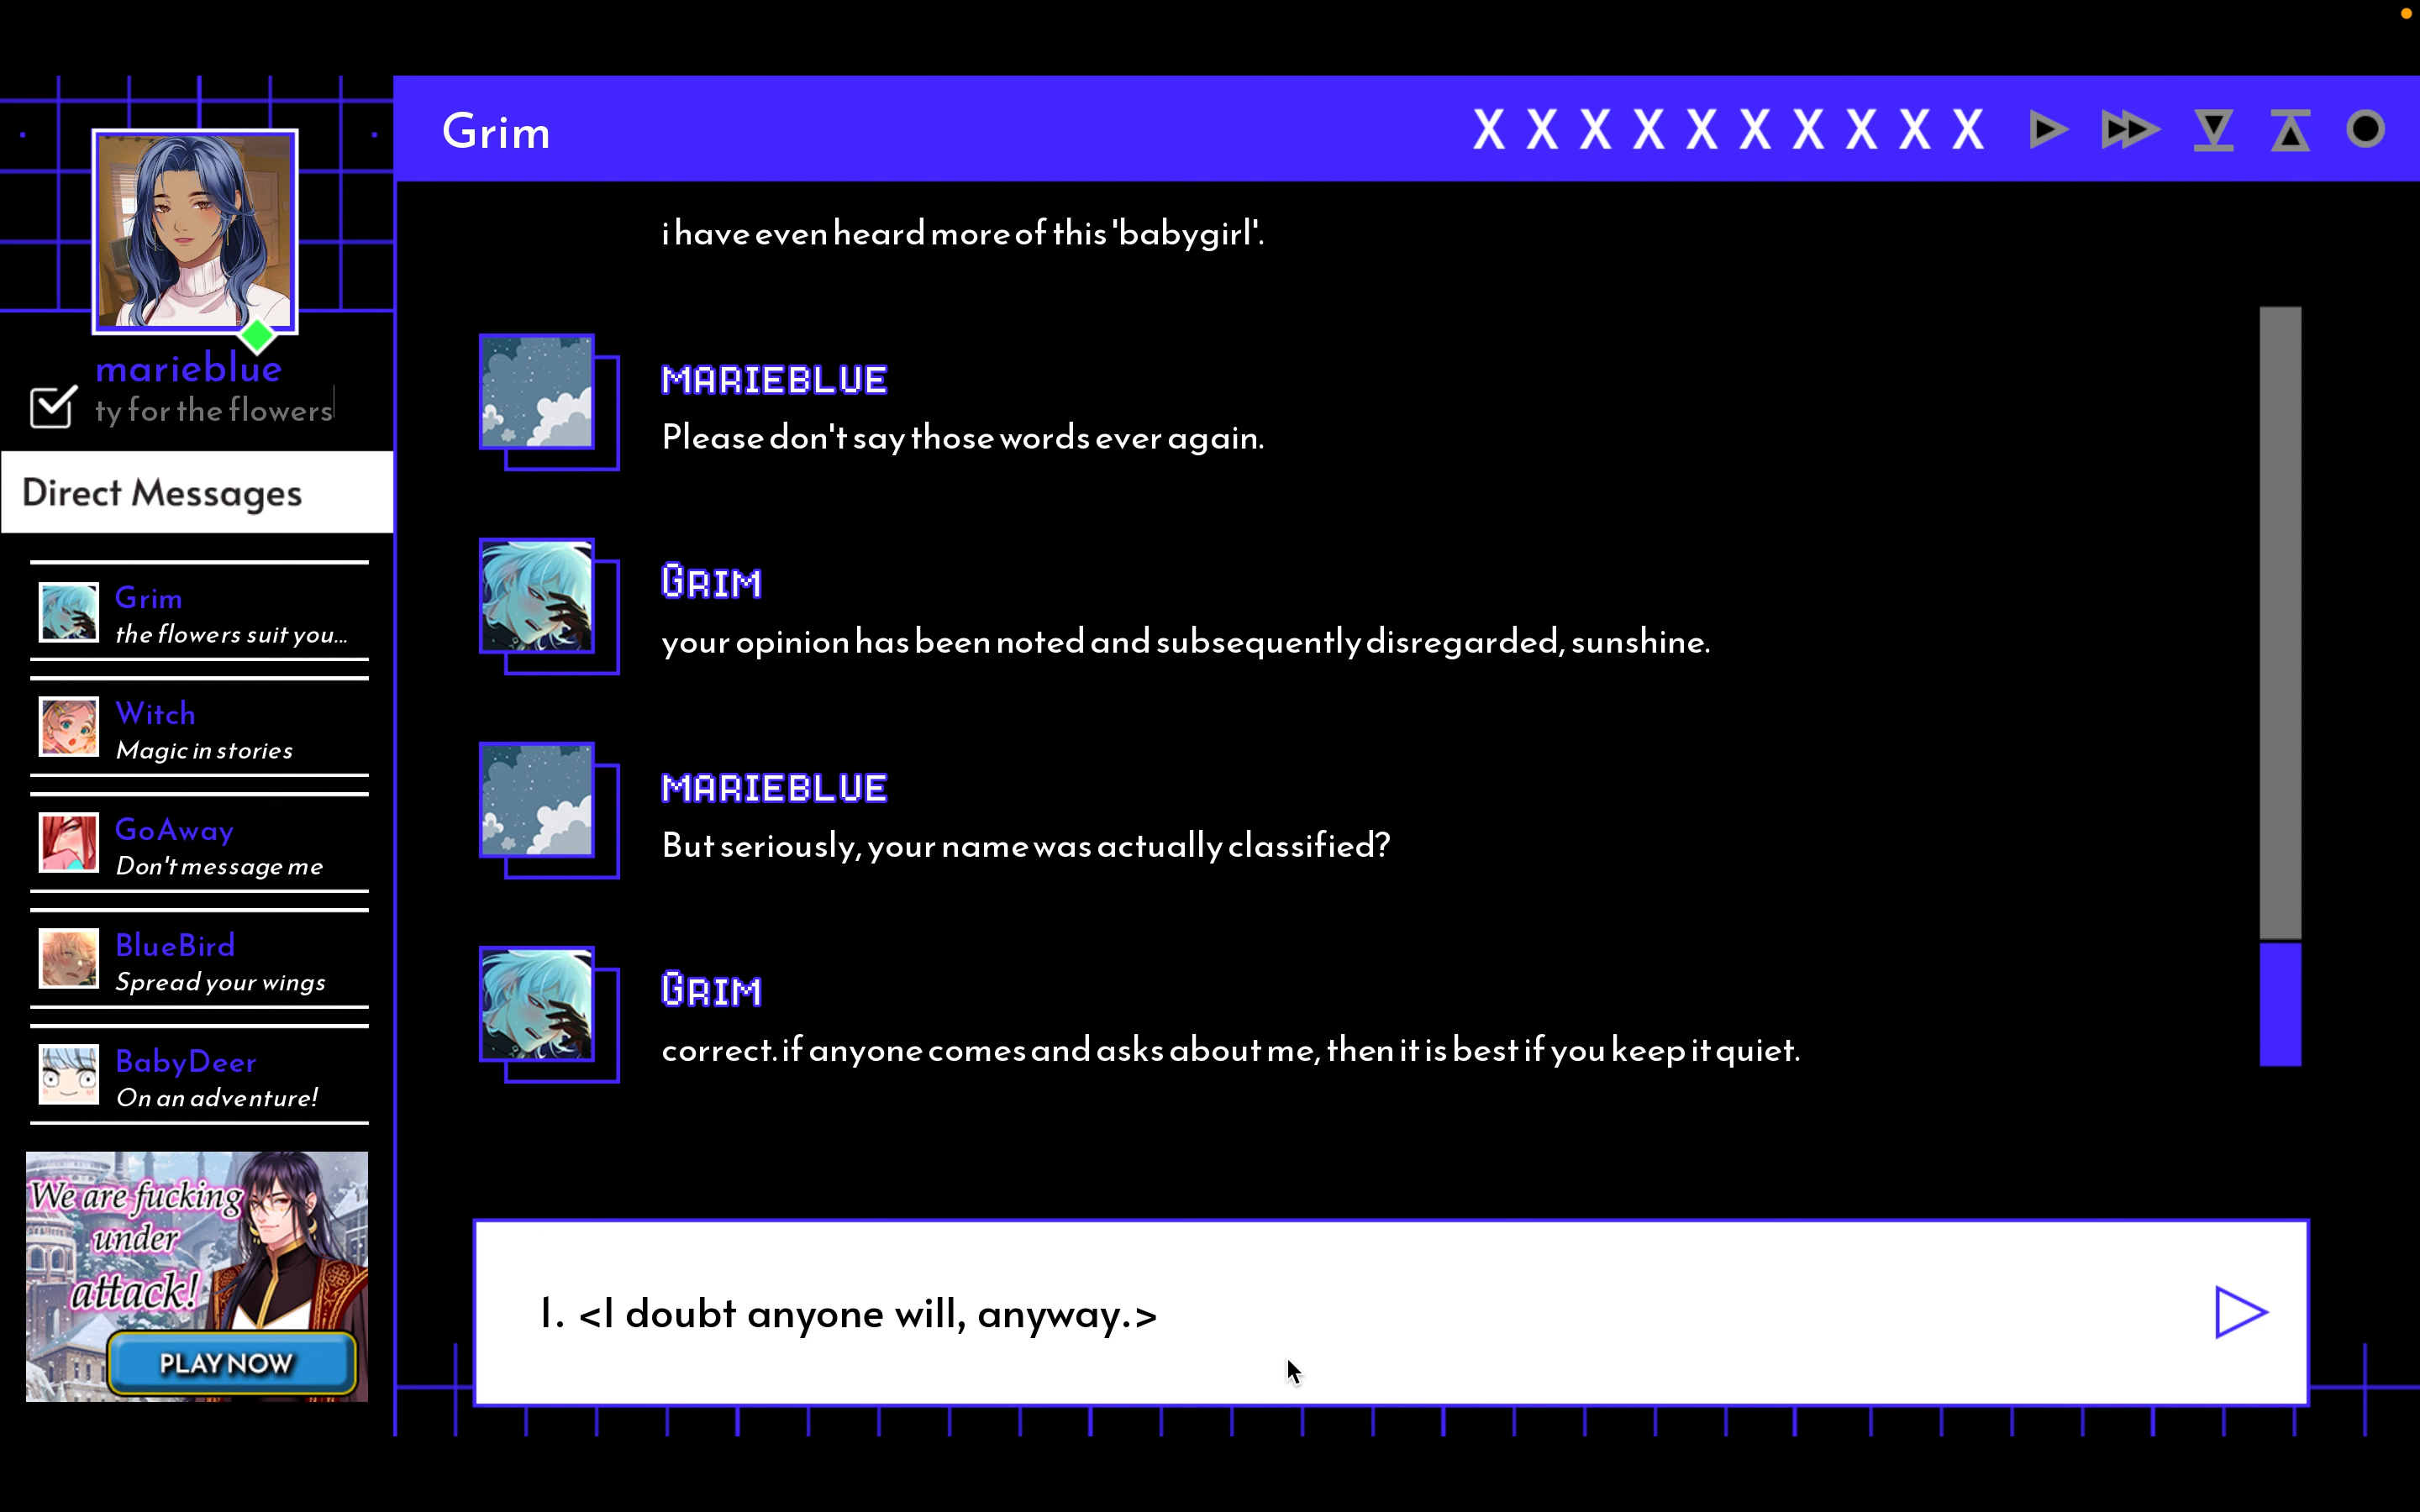 Grim
X X X X X X X X X X
marieblue
ty for the flowers
Direct Messages
Grim
the flowers suit you...
Witch
Magic in stories
GoAway
Don't message me
BlueBird
Spread your wings
BabyDeer
On an adventure!
We are fucking
under
attack!
PLAY NOW
i have even heard more of this 'babygirl'.
MARIEBLUE
Please don't say those words ever again.
GRIM
your opinion has been noted and subsequently disregarded, sunshine.
MARIEBLUE
But seriously, your name was actually classified?
GRIM
correct. if anyone comes and asks about me, then it is best if you keep it quiet.
1. <I doubt anyone will, anyway.>